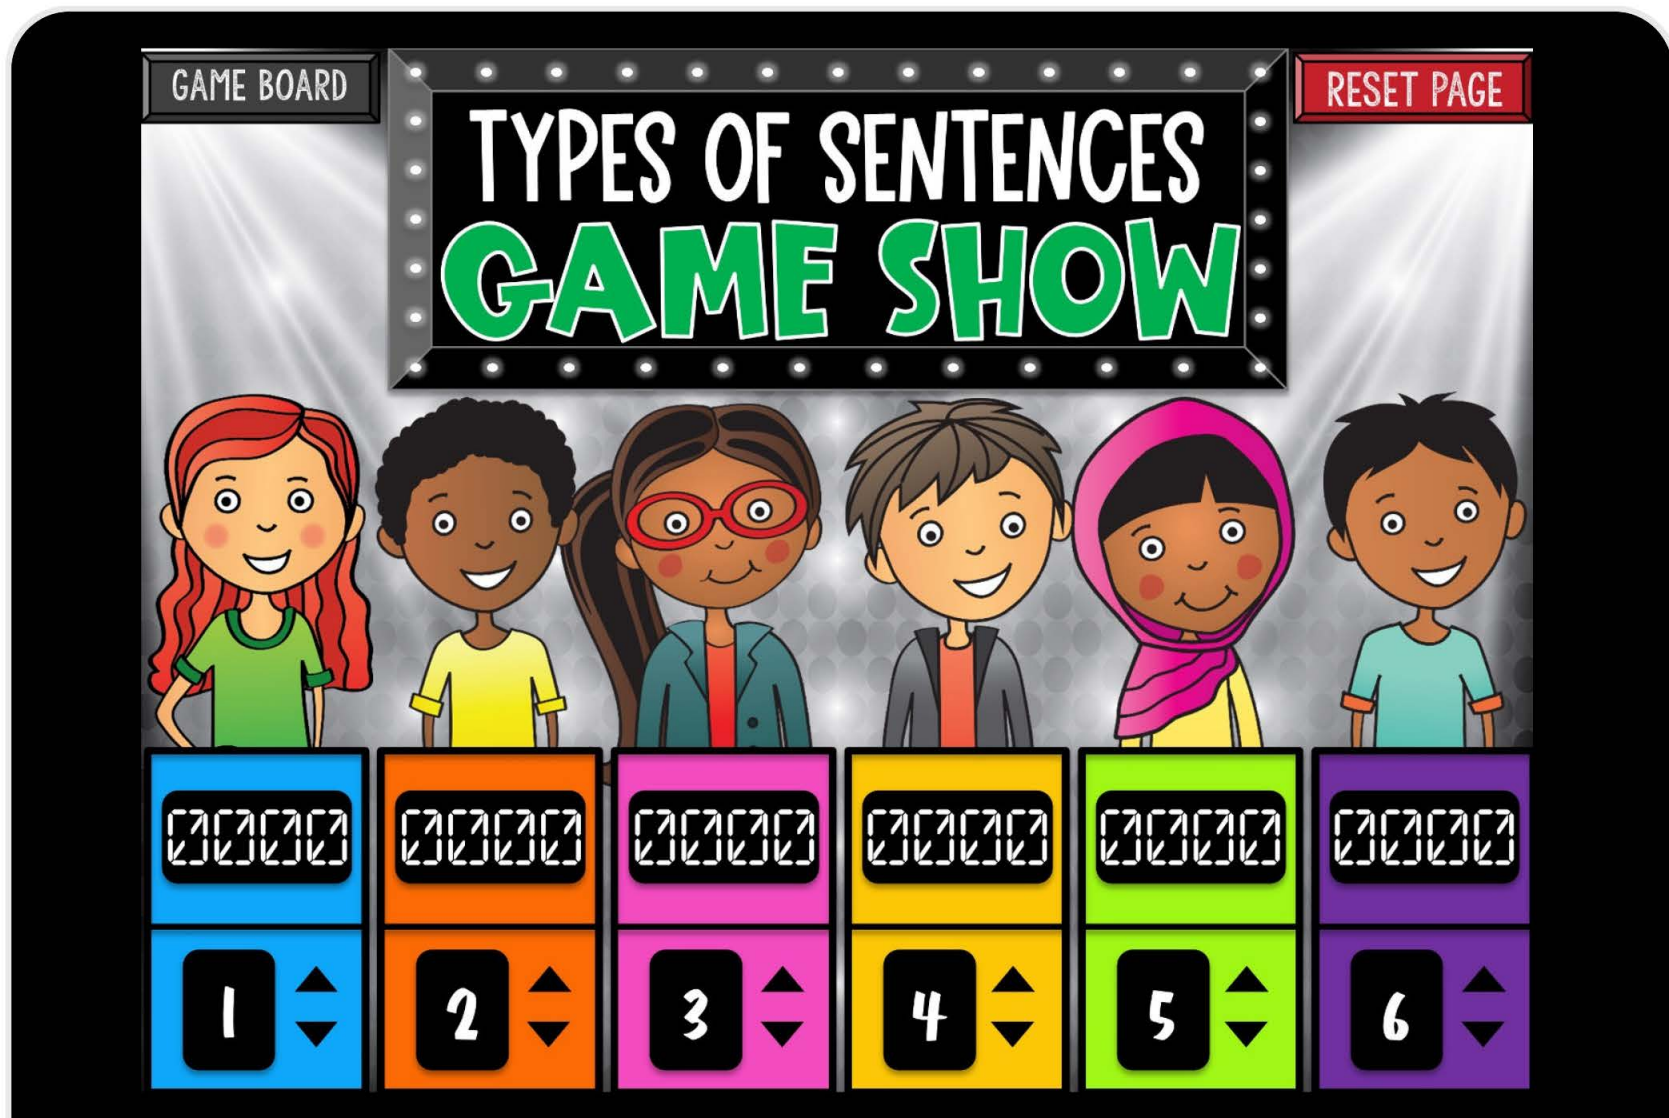 GAME BOARD
TYPES OF SENTENCES
GAME SHOW
RESET PAGE
0000 0000 0000 0000 0000 0000
1 2 3 4 5 6